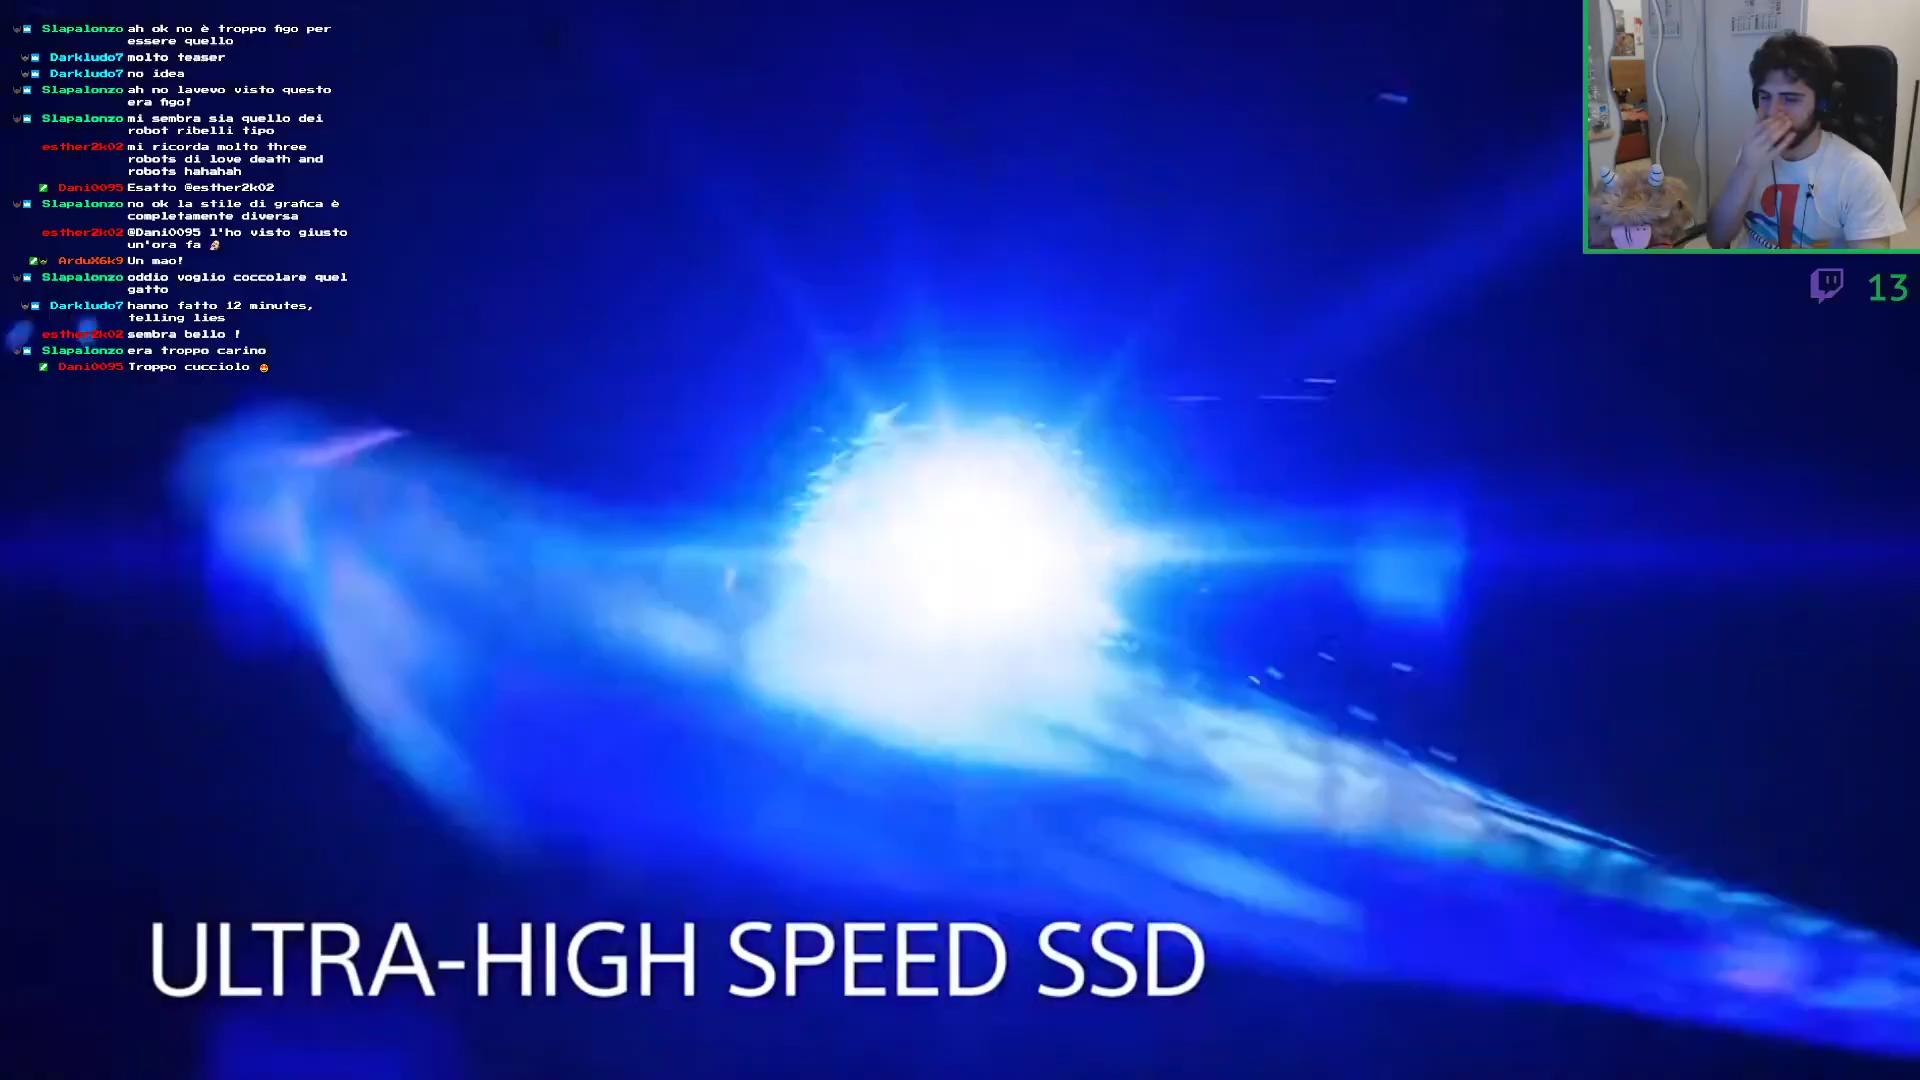 Slapalonzo ah ok no è troppo figo per
essere quello
Darkludo7 molto teaser
Darkludo7 no idea
Slapalonzo ah no lavevo visto questo
era figo!
Slapalonzo mi sembra sia quello dei
robot ribelli tipo
esther2k02 mi ricorda molto three
robots di love death and
robots hahahah
Dani0095 Esatto @esther2k02
Slapalonzo no ok la stile di grafica è
completamente diversa
esther2k02 @Dani0095 l'ho visto giusto
un'ora fa
ArduX6k9 Un mao!
Slapalonzo oddio voglio coccolare quel
gatto
Darkludo7 hanno fatto 12 minutes,
telling lies
esther2k02 sembra bello !
Slapalonzo era troppo carino
Dani0095 Troppo cucciolo
13
ULTRA-HIGH SPEED SSD